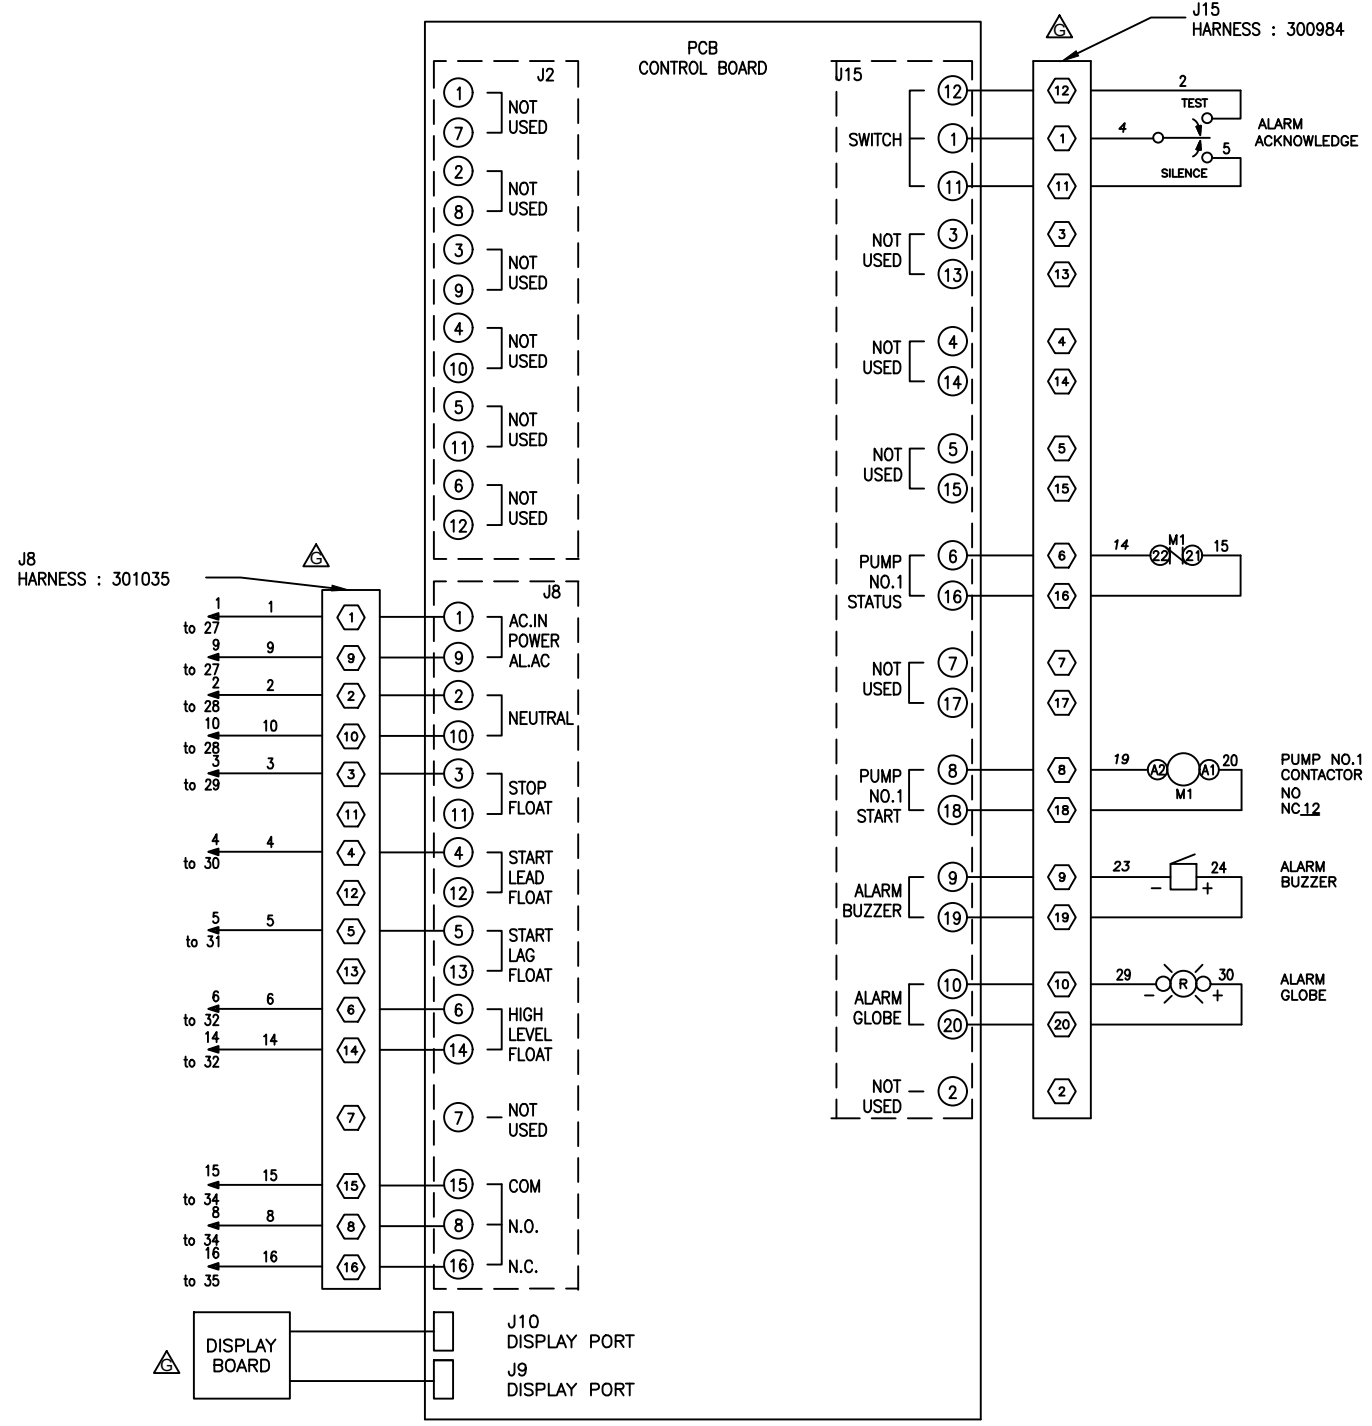 J15
HARNESS : 300984
G
PCB
CONTROL BOARD
J2
1
NOT
7
USED
2
NOT
8
USED
3
NOT
9
USED
4
NOT
10
USED
5
NOT
11
USED
6
NOT
12
USED
J8
HARNESS : 301035
G
J8
1
to 27
1
1
1
AC.IN
POWER
AL.AC
9
to 27
9
9
9
2
to 28
2
2
2
NEUTRAL
10
to 28
10
10
10
3
to 29
3
3
3
STOP
FLOAT
11
11
4
to 30
4
4
4
START
LEAD
FLOAT
12
12
5
to 31
5
5
5
START
LAG
FLOAT
13
13
6
to 32
6
6
6
HIGH
LEVEL
FLOAT
14
to 32
14
14
14
7
7
NOT
USED
15
to 34
15
15
15
COM
8
to 34
8
8
8
N.O.
16
to 35
16
16
16
N.C.
G
DISPLAY
BOARD
J10
DISPLAY PORT
J9
DISPLAY PORT
J15
SWITCH
12
12
2
TEST
1
1
4
5
SILENCE
11
11
ALARM
ACKNOWLEDGE
NOT
USED
3
3
13
13
NOT
USED
4
4
14
14
NOT
USED
5
5
15
15
PUMP
NO.1
STATUS
6
6
14
22
M1
21
15
16
16
NOT
USED
7
7
17
17
PUMP
NO.1
START
8
8
19
A2
A1
20
M1
18
18
PUMP NO.1
CONTACTOR
NO
NC 12
ALARM
BUZZER
9
9
23
24
- +
19
19
ALARM
BUZZER
ALARM
GLOBE
10
10
29
R
30
- +
20
20
ALARM
GLOBE
NOT
USED
2
2